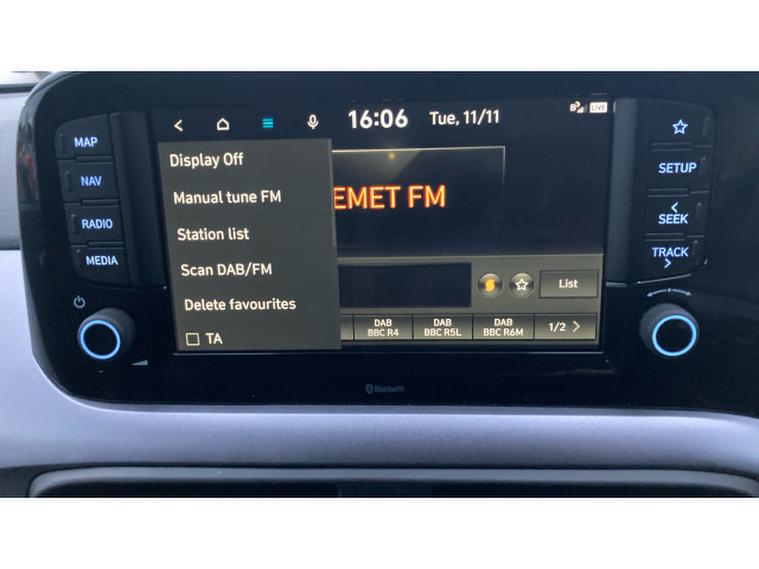 16:06 Tue, 11/11 LIVE
MAP
NAV
RADIO
MEDIA
Display Off
Manual tune FM
Station list
Scan DAB/FM
Delete favourites
TA
EMET FM
List
DAB
BBC R4
DAB
BBC R5L
DAB
BBC R6M
1/2
SETUP
SEEK
TRACK
Bluetooth